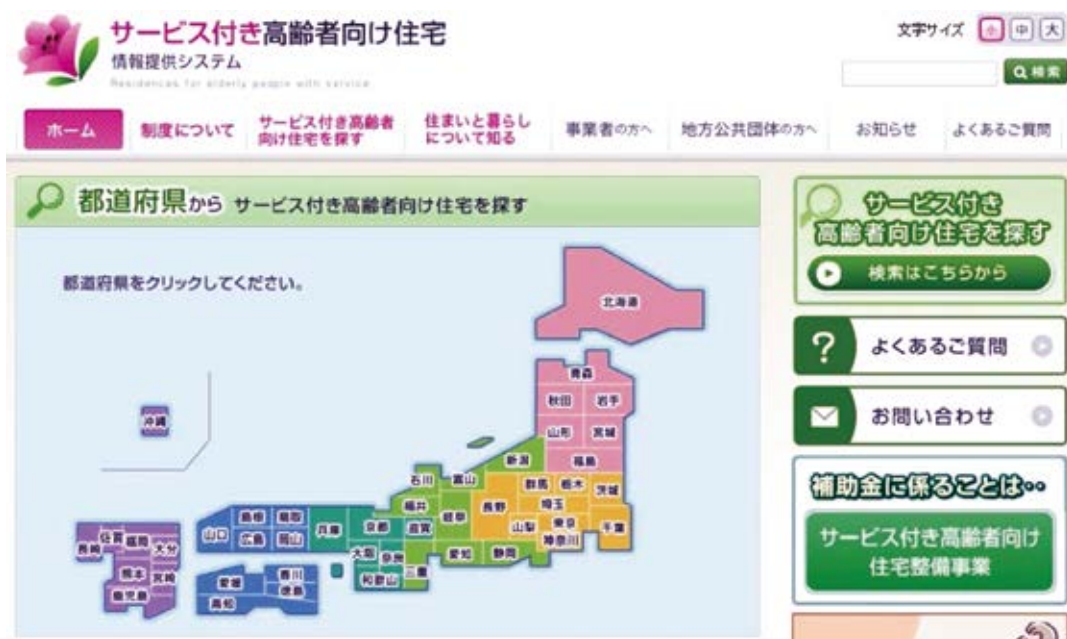 サービス付き高齢者向け住宅
情報提供システム
Residences for elderly people with service
文字サイズ 小 中 大
検索
ホーム
制度について
サービス付き高齢者
向け住宅を探す
住まいと暮らし
について知る
事業者の方へ
地方公共団体の方へ
お知らせ
よくあるご質問
都道府県から サービス付き高齢者向け住宅を探す
都道府県をクリックしてください。
北海道
青森
秋田 岩手
山形 宮城
福島
新潟
石川 富山
群馬 栃木 茨城
福井 岐阜 長野 埼玉
山梨 東京 千葉
神奈川
愛知 静岡
島根 鳥取 兵庫 京都 滋賀
山口 広島 岡山
大阪 奈良 三重
和歌山
愛媛 香川
徳島
高知
佐賀 福岡 大分
長崎
熊本 宮崎
鹿児島
沖縄
サービス付き
高齢者向け住宅を探す
検索はこちらから
? よくあるご質問
お問い合わせ
補助金に係ることは・・
サービス付き高齢者向け
住宅整備事業